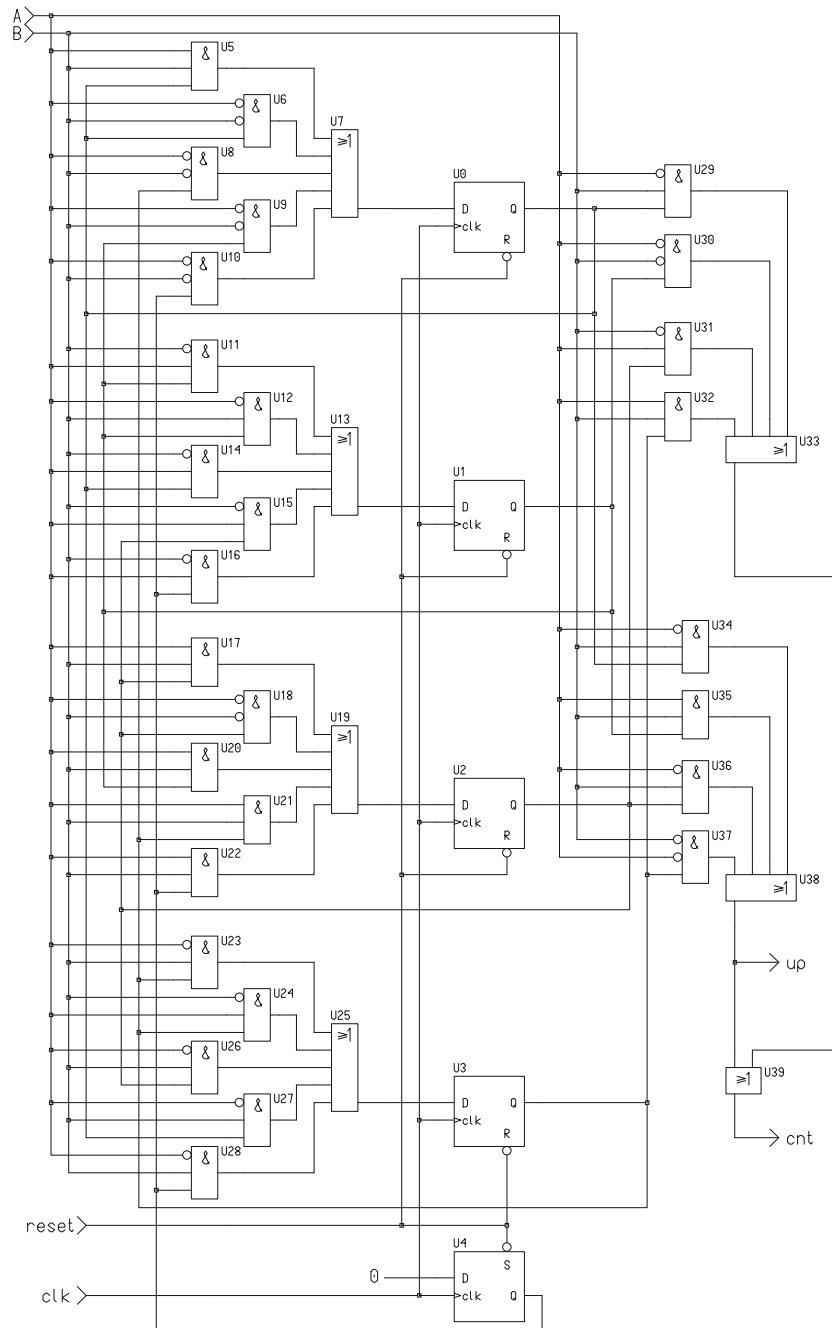 A
B
U5
&
U6
&
U7
≥1
U8
&
U9
&
U10
&
U0
D
Q
clk
R
U29
&
U30
&
U31
&
U32
&
U33
≥1
U11
&
U12
&
U13
≥1
U14
&
U15
&
U16
&
U1
D
Q
clk
R
U17
&
U18
&
U19
≥1
U20
&
U21
&
U22
&
U2
D
Q
clk
R
U34
&
U35
&
U36
&
U37
&
U38
≥1
up
U23
&
U24
&
U25
≥1
U26
&
U27
&
U28
&
U3
D
Q
clk
R
U39
≥1
cnt
reset
U4
S
0
D
clk
Q
clk